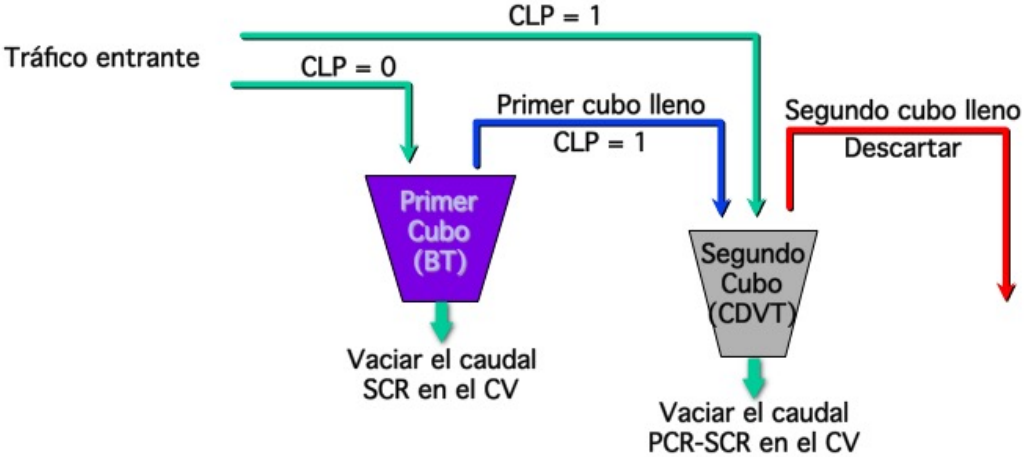 CLP = 1
Tráfico entrante
CLP = 0
Primer cubo lleno
CLP = 1
Segundo cubo lleno
Descartar
Primer
Cubo
(BT)
Segundo
Cubo
(CDVT)
Vaciar el caudal
SCR en el CV
Vaciar el caudal
PCR-SCR en el CV